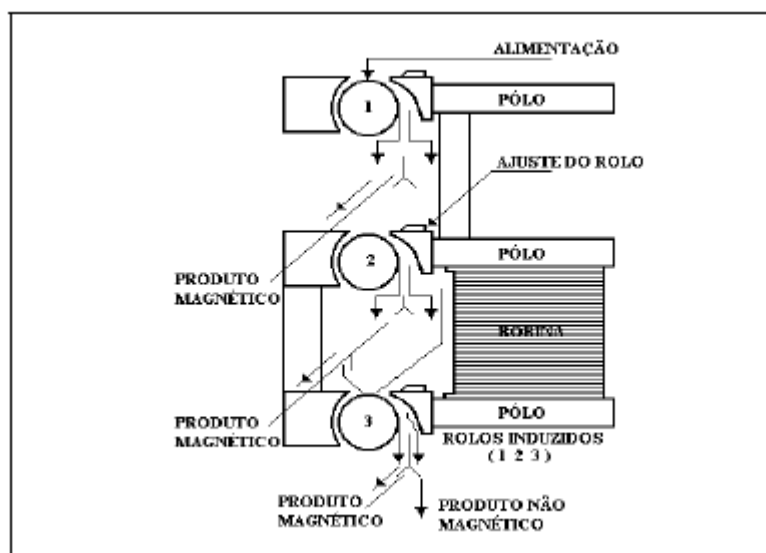 ALIMENTAÇÃO
1
PÓLO
AJUSTE DO ROLO
2
PÓLO
PRODUTO
MAGNÉTICO
BOBINA
3
PÓLO
PRODUTO
MAGNÉTICO
ROLOS INDUZIDOS
( 1 2 3 )
PRODUTO
MAGNÉTICO
PRODUTO NÃO
MAGNÉTICO